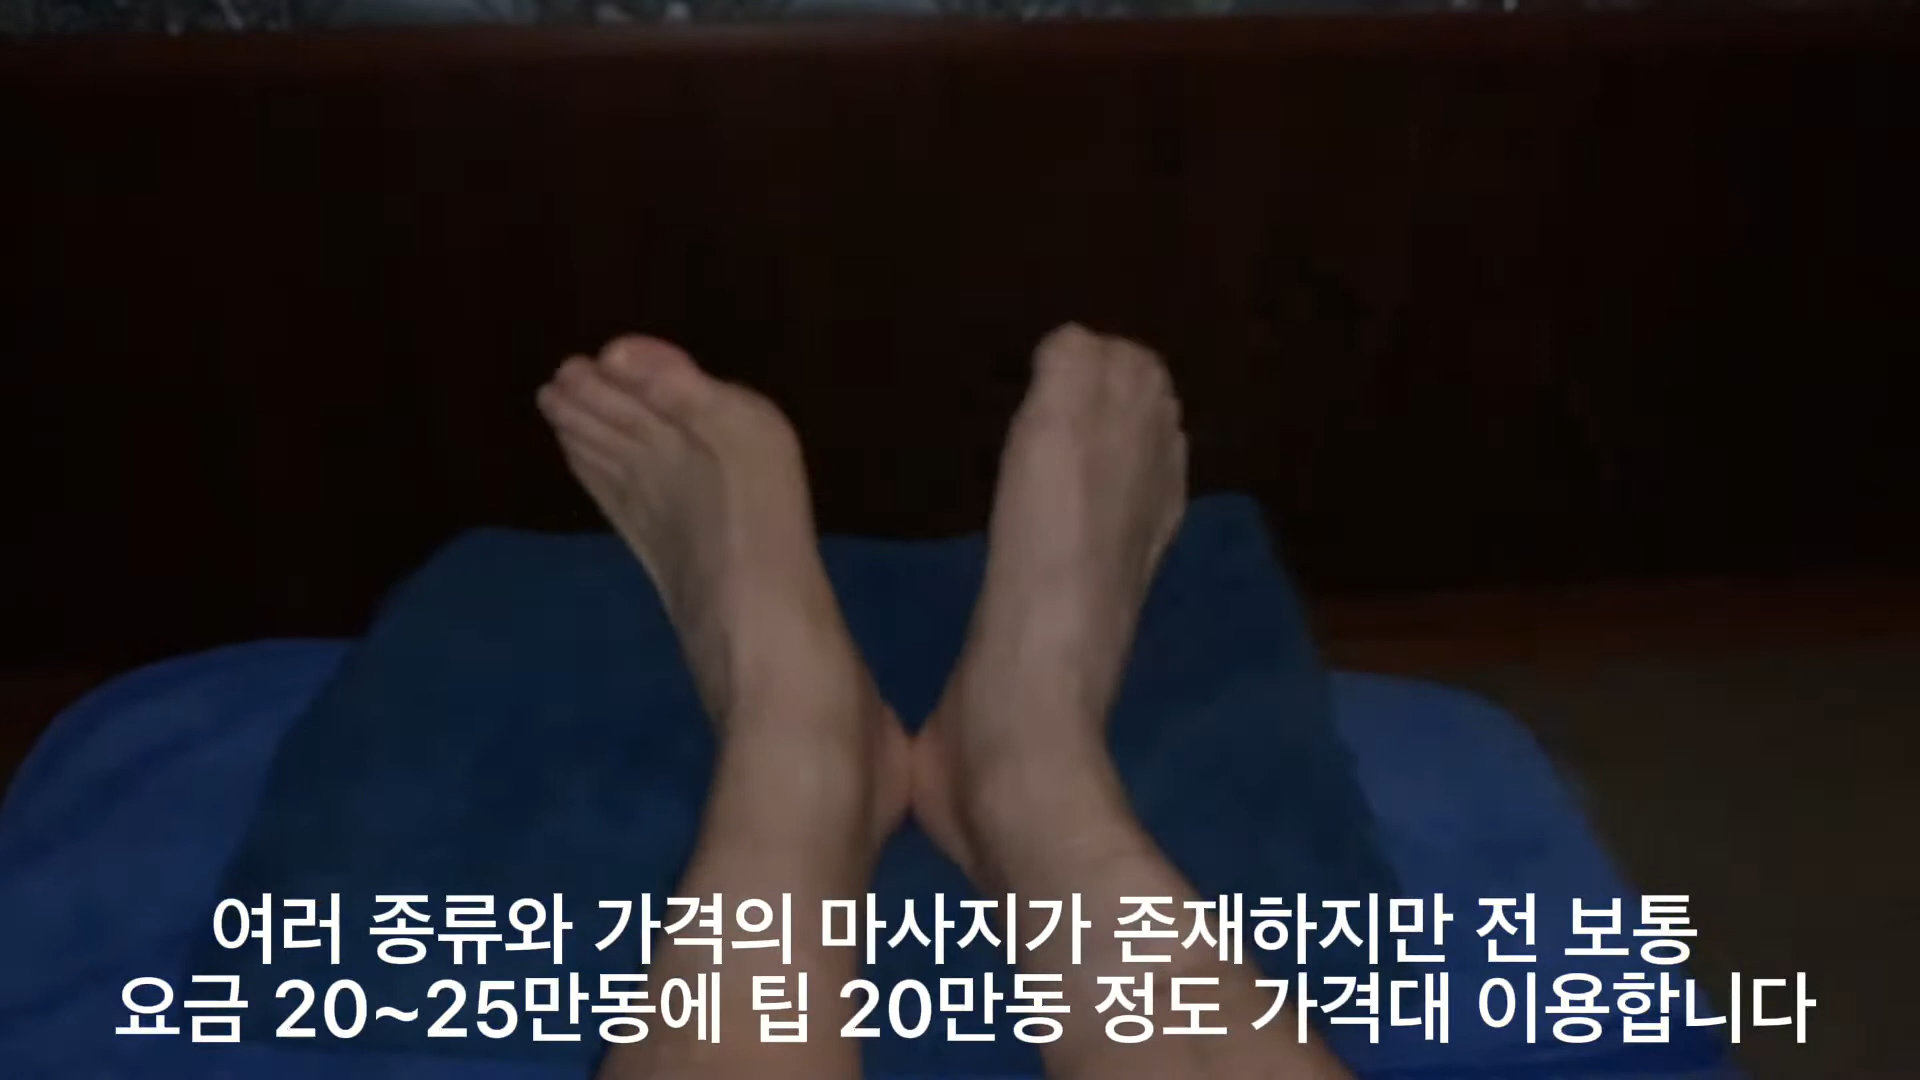 여러 종류와 가격의 마사지가 존재하지만 전 보통
요금 20~25만동에 팁 20만동 정도 가격대 이용합니다